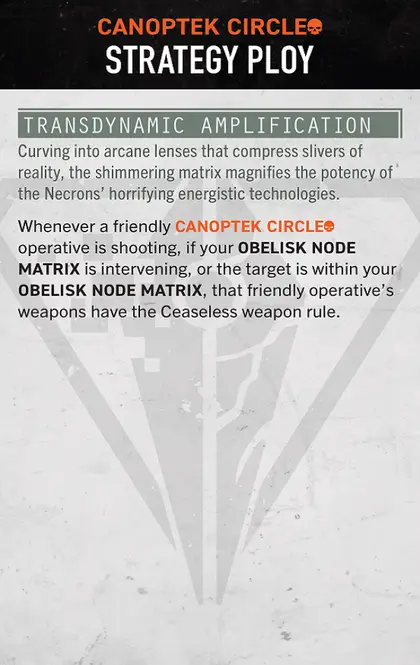 CANOPTEK CIRCLE
STRATEGY PLOY
TRANSDYNAMIC AMPLIFICATION
Curving into arcane lenses that compress slivers of
reality, the shimmering matrix magnifies the potency of
the Necrons' horrifying energistic technologies.
Whenever a friendly CANOPTEK CIRCLE
operative is shooting, if your OBELISK NODE
MATRIX is intervening, or the target is within your
OBELISK NODE MATRIX, that friendly operative's
weapons have the Ceaseless weapon rule.